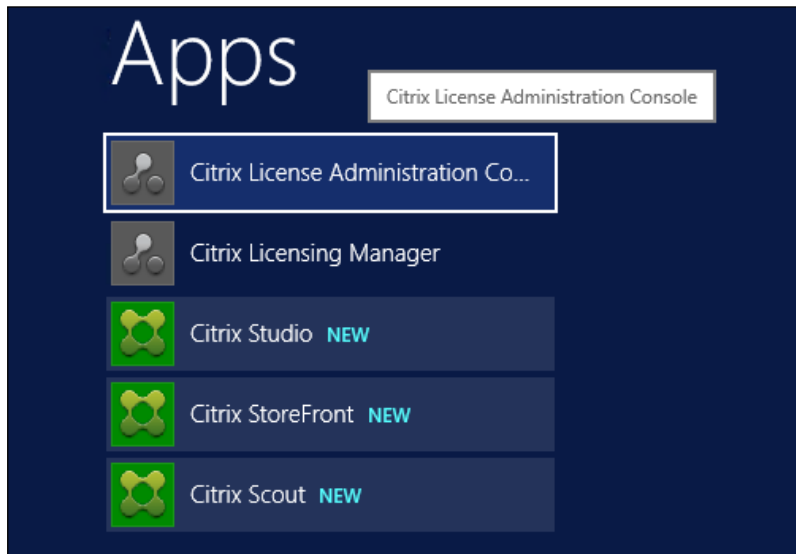 Apps
Citrix License Administration Console
Citrix License Administration Co...
Citrix Licensing Manager
Citrix Studio NEW
Citrix StoreFront NEW
Citrix Scout NEW